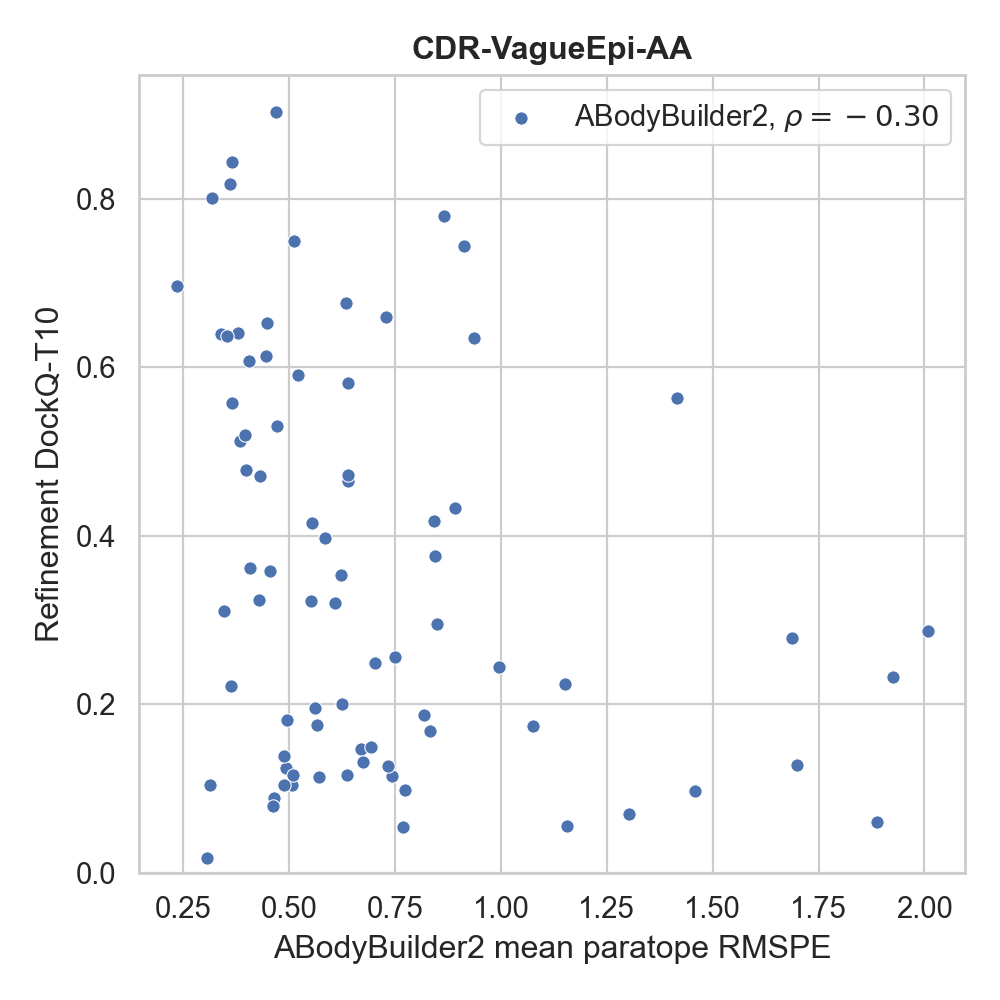 CDR-VagueEpi-AA
ABodyBuilder2, ρ = − 0.30
Refinement DockQ-T10
0.8
0.6
0.4
0.2
0.0
0.25 0.50 0.75 1.00 1.25 1.50 1.75 2.00
ABodyBuilder2 mean paratope RMSPE